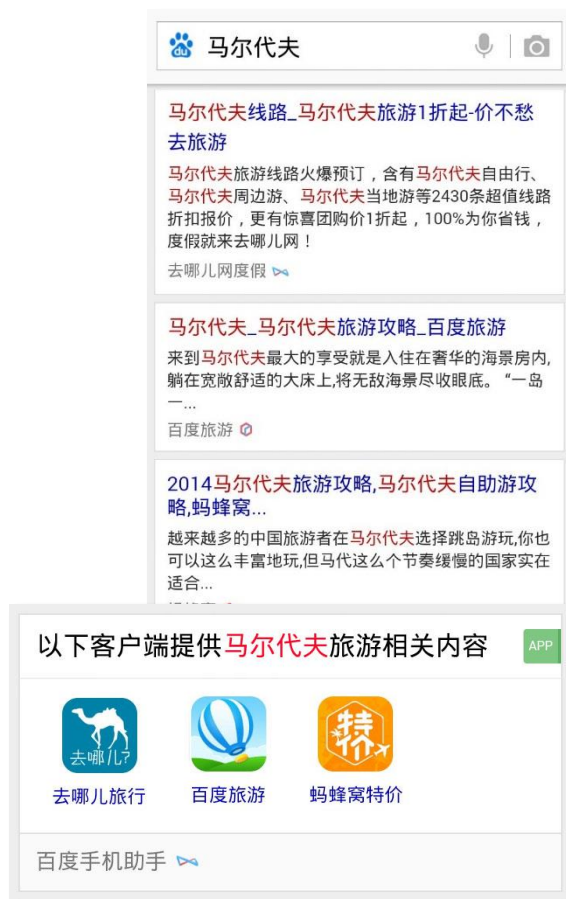 马尔代夫
马尔代夫线路_马尔代夫旅游1折起-价不愁
去旅游
马尔代夫旅游线路火爆预订，含有马尔代夫自由行、
马尔代夫周边游、马尔代夫当地游等2430条超值线路
折扣报价，更有惊喜团购价1折起，100%为你省钱，
度假就来去哪儿网！
去哪儿网度假
马尔代夫_马尔代夫旅游攻略_百度旅游
来到马尔代夫最大的享受就是入住在奢华的海景房内,
躺在宽敞舒适的大床上,将无敌海景尽收眼底。“一岛
一...
百度旅游
2014马尔代夫旅游攻略,马尔代夫自助游攻
略,蚂蜂窝...
越来越多的中国旅游者在马尔代夫选择跳岛游玩,你也
可以这么丰富地玩,但马代这么个节奏缓慢的国家实在
适合...
以下客户端提供马尔代夫旅游相关内容
APP
去哪儿?
特价
去哪儿旅行 百度旅游 蚂蜂窝特价
百度手机助手